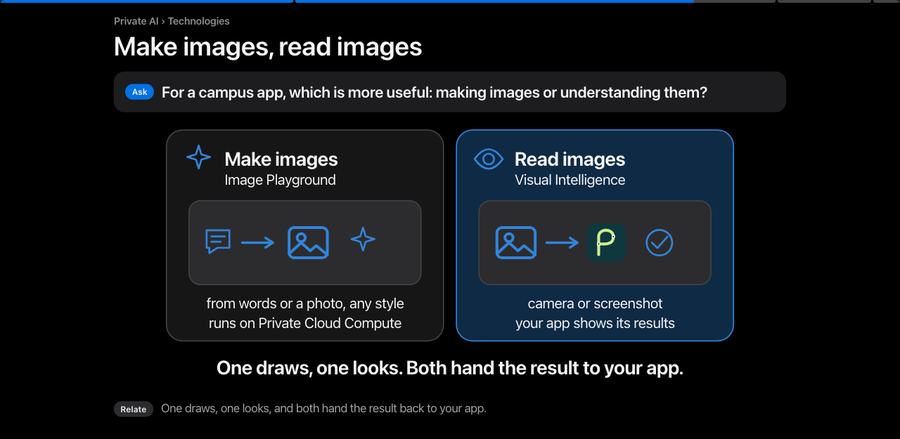 Private AI › Technologies
Make images, read images
Ask For a campus app, which is more useful: making images or understanding them?
Make images
Image Playground
from words or a photo, any style
runs on Private Cloud Compute
Read images
Visual Intelligence
camera or screenshot
your app shows its results
One draws, one looks. Both hand the result to your app.
Relate One draws, one looks, and both hand the result back to your app.